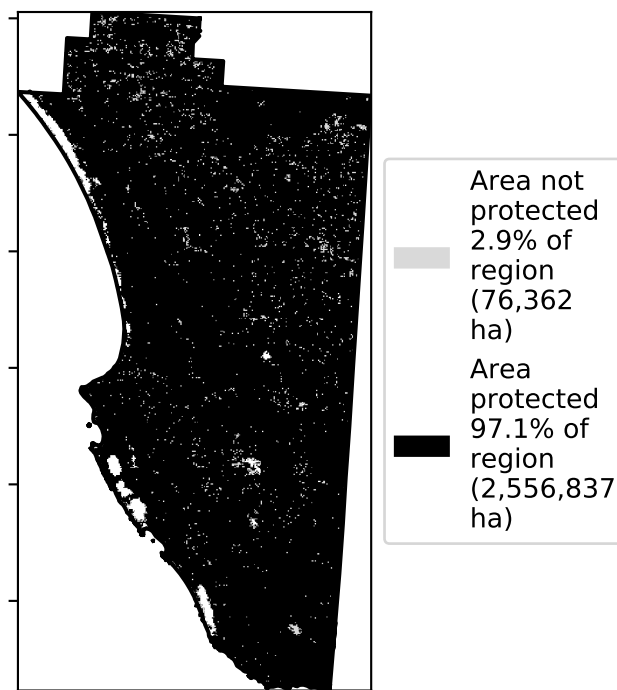 Area not
protected
2.9% of
region
(76,362
ha)
Area
protected
97.1% of
region
(2,556,837
ha)